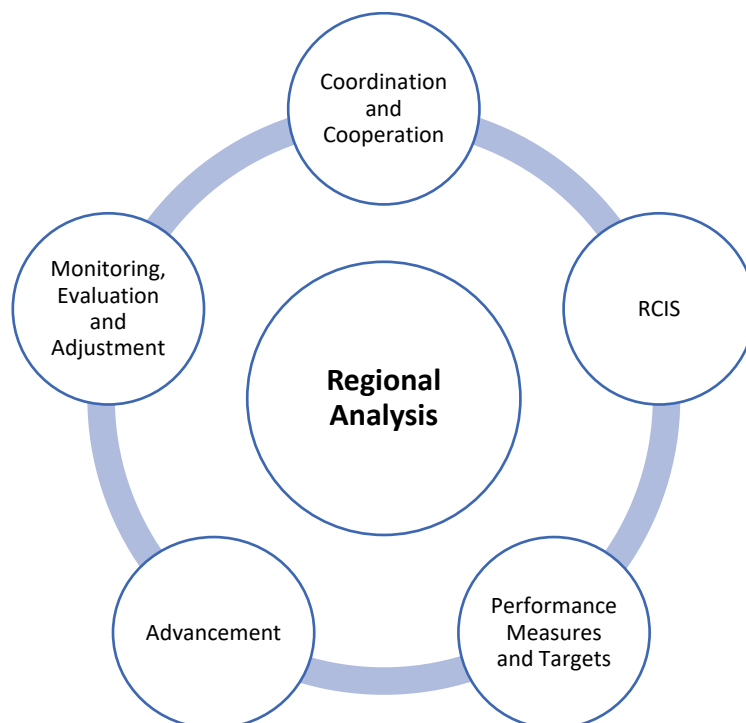 Coordination
and
Cooperation
Monitoring,
Evaluation
and
Adjustment
RCIS
Regional
Analysis
Advancement
Performance
Measures
and Targets